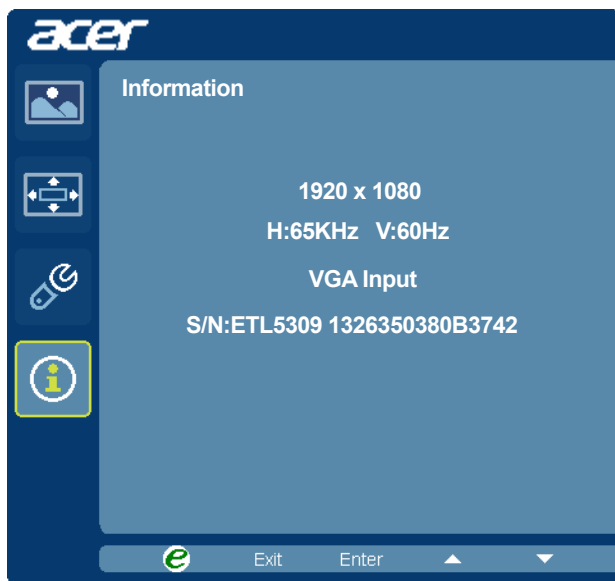 acer
Information
1920 x 1080
H:65KHz V:60Hz
VGA Input
S/N:ETL5309 1326350380B3742
e Exit Enter